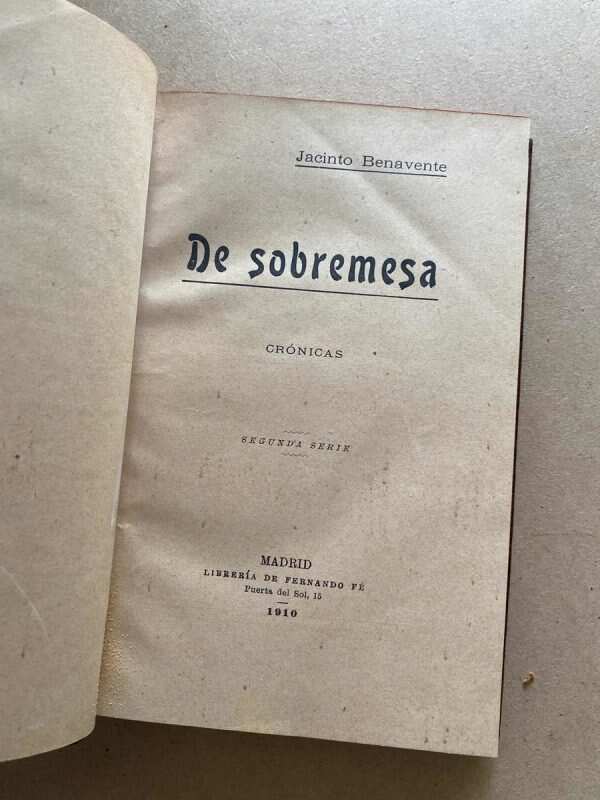 Jacinto Benavente
De sobremesa
CRÓNICAS
SEGUNDA SERIE
MADRID
LIBRERÍA DE FERNANDO FÉ
Puerta del Sol, 15
1910